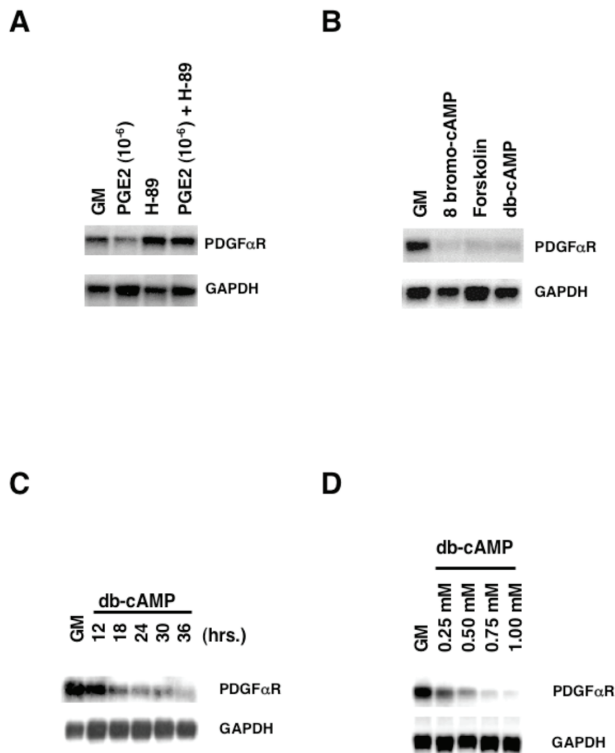 A
GM
PGE2 (10⁻⁶)
H-89
PGE2 (10⁻⁶) + H-89
PDGFαR
GAPDH
B
GM
8 bromo-cAMP
Forskolin
db-cAMP
PDGFαR
GAPDH
C
db-cAMP
GM
12
18
24
30
36
(hrs.)
PDGFαR
GAPDH
D
db-cAMP
GM
0.25 mM
0.50 mM
0.75 mM
1.00 mM
PDGFαR
GAPDH